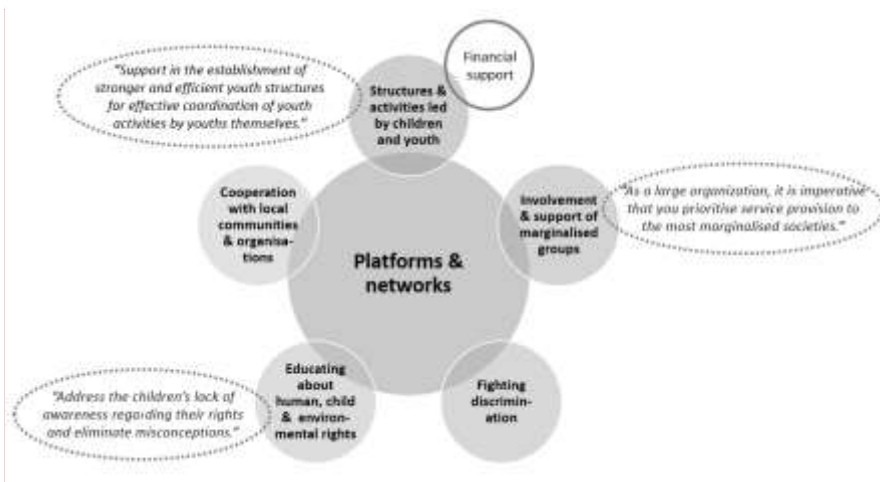 Financial
support
"Support in the establishment of
stronger and efficient youth structures
for effective coordination of youth
activities by youths themselves."
Structures &
activities led
by children
and youth
Cooperation
with local
communities
& organisa-
tions
Involvement
& support of
marginalised
groups
"As a large organization, it is imperative
that you prioritise service provision to
the most marginalised societies."
Platforms &
networks
Educating
about
human, child
& environ-
mental rights
Fighting
discrimin-
ation
"Address the children's lack of
awareness regarding their rights
and eliminate misconceptions."